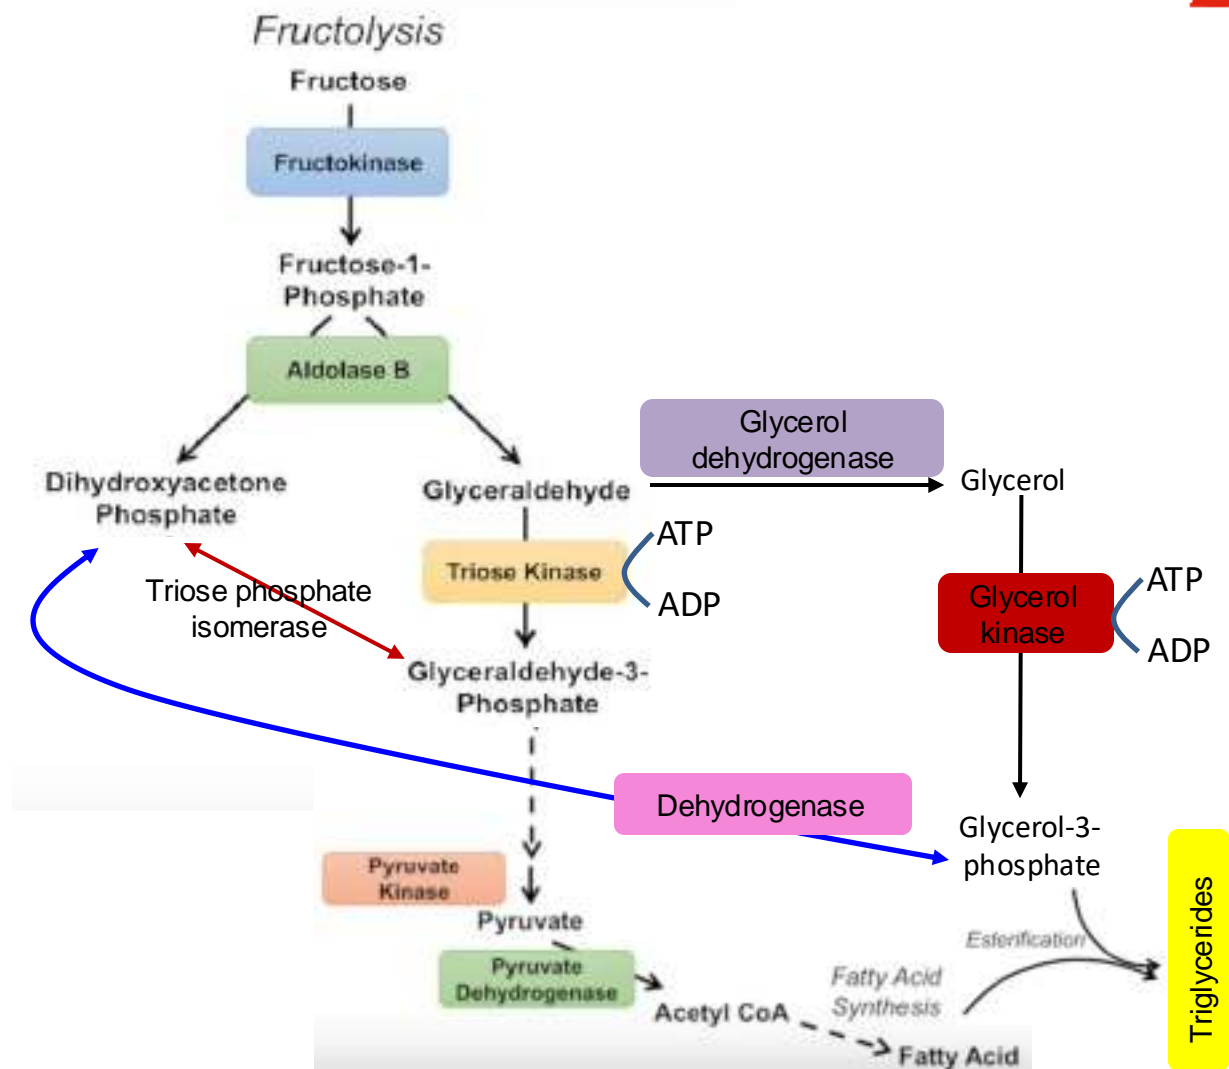 Fructolysis
Fructose
Fructokinase
Fructose-1-
Phosphate
Aldolase B
Glycerol
dehydrogenase
Dihydroxyacetone
Phosphate
Glyceraldehyde
Glycerol
ATP
Triose Kinase
ADP
ATP
Glycerol
kinase
ADP
Triose phosphate
isomerase
Glyceraldehyde-3-
Phosphate
Dehydrogenase
Glycerol-3-
phosphate
Pyruvate
Kinase
Pyruvate
Pyruvate
Dehydrogenase
Esterification
Fatty Acid
Synthesis
Acetyl CoA
Fatty Acid
Triglycerides